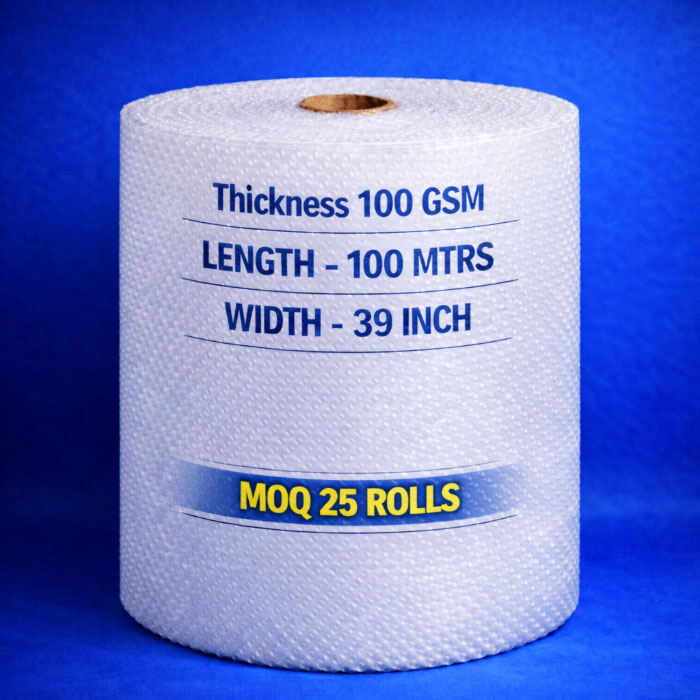 Thickness 100 GSM
LENGTH - 100 MTRS
WIDTH - 39 INCH
MOQ 25 ROLLS